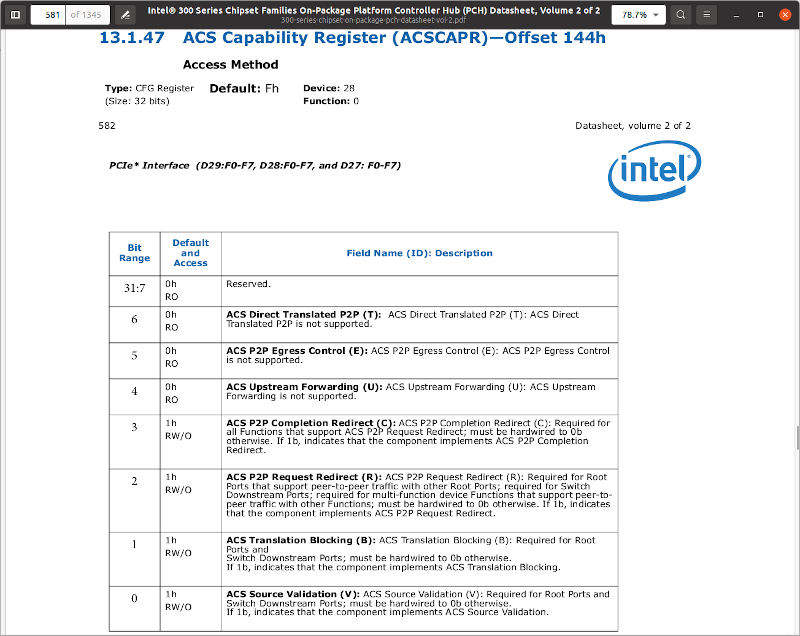 Intel® 300 Series Chipset Families On-Package Platform Controller Hub (PCH) Datasheet, Volume 2 of 2
300-series-chipset-on-package-pch-datasheet-vol-2.pdf
581 of 1345
78.7%
13.1.47 ACS Capability Register (ACSCAPR)—Offset 144h
Access Method
Type: CFG Register
(Size: 32 bits)
Default: Fh
Device: 28
Function: 0
582
Datasheet, volume 2 of 2
PCIe* Interface (D29:F0-F7, D28:F0-F7, and D27: F0-F7)
intel®
Bit
Range
Default
and
Access
Field Name (ID): Description
31:7
0h
RO
Reserved.
6
0h
RO
ACS Direct Translated P2P (T): ACS Direct Translated P2P (T): ACS Direct
Translated P2P is not supported.
5
0h
RO
ACS P2P Egress Control (E): ACS P2P Egress Control (E): ACS P2P Egress Control
is not supported.
4
0h
RO
ACS Upstream Forwarding (U): ACS Upstream Forwarding (U): ACS Upstream
Forwarding is not supported.
3
1h
RW/O
ACS P2P Completion Redirect (C): ACS P2P Completion Redirect (C): Required for
all Functions that support ACS P2P Request Redirect; must be hardwired to 0b
otherwise. If 1b, indicates that the component implements ACS P2P Completion
Redirect.
2
1h
RW/O
ACS P2P Request Redirect (R): ACS P2P Request Redirect (R): Required for Root
Ports that support peer-to-peer traffic with other Root Ports; required for Switch
Downstream Ports; required for multi-function device Functions that support peer-to-
peer traffic with other Functions; must be hardwired to 0b otherwise. If 1b, indicates
that the component implements ACS P2P Request Redirect.
1
1h
RW/O
ACS Translation Blocking (B): ACS Translation Blocking (B): Required for Root
Ports and
Switch Downstream Ports; must be hardwired to 0b otherwise.
If 1b, indicates that the component implements ACS Translation Blocking.
0
1h
RW/O
ACS Source Validation (V): ACS Source Validation (V): Required for Root Ports and
Switch Downstream Ports; must be hardwired to 0b otherwise.
If 1b, indicates that the component implements ACS Source Validation.